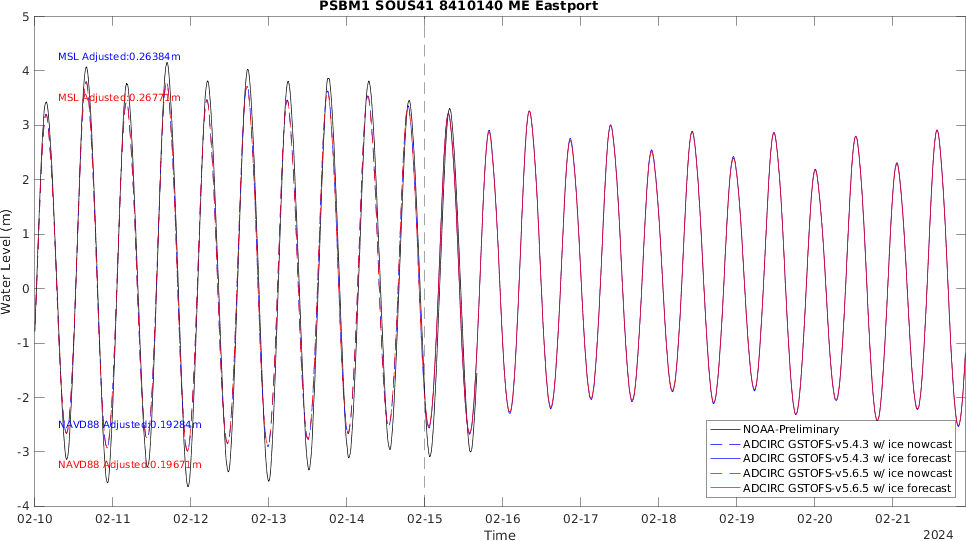 PSBM1 SOUS41 8410140 ME Eastport
5
4
3
2
1
0
-1
-2
-3
-4
Water Level (m)
MSL Adjusted:0.26384m
MSL Adjusted:0.26771m
NAVD88 Adjusted:0.19284m
NAVD88 Adjusted:0.19671m
NOAA-Preliminary
ADCIRC GSTOFS-v5.4.3 w/ ice nowcast
ADCIRC GSTOFS-v5.4.3 w/ ice forecast
ADCIRC GSTOFS-v5.6.5 w/ ice nowcast
ADCIRC GSTOFS-v5.6.5 w/ ice forecast
02-10 02-11 02-12 02-13 02-14 02-15 02-16 02-17 02-18 02-19 02-20 02-21
Time
2024